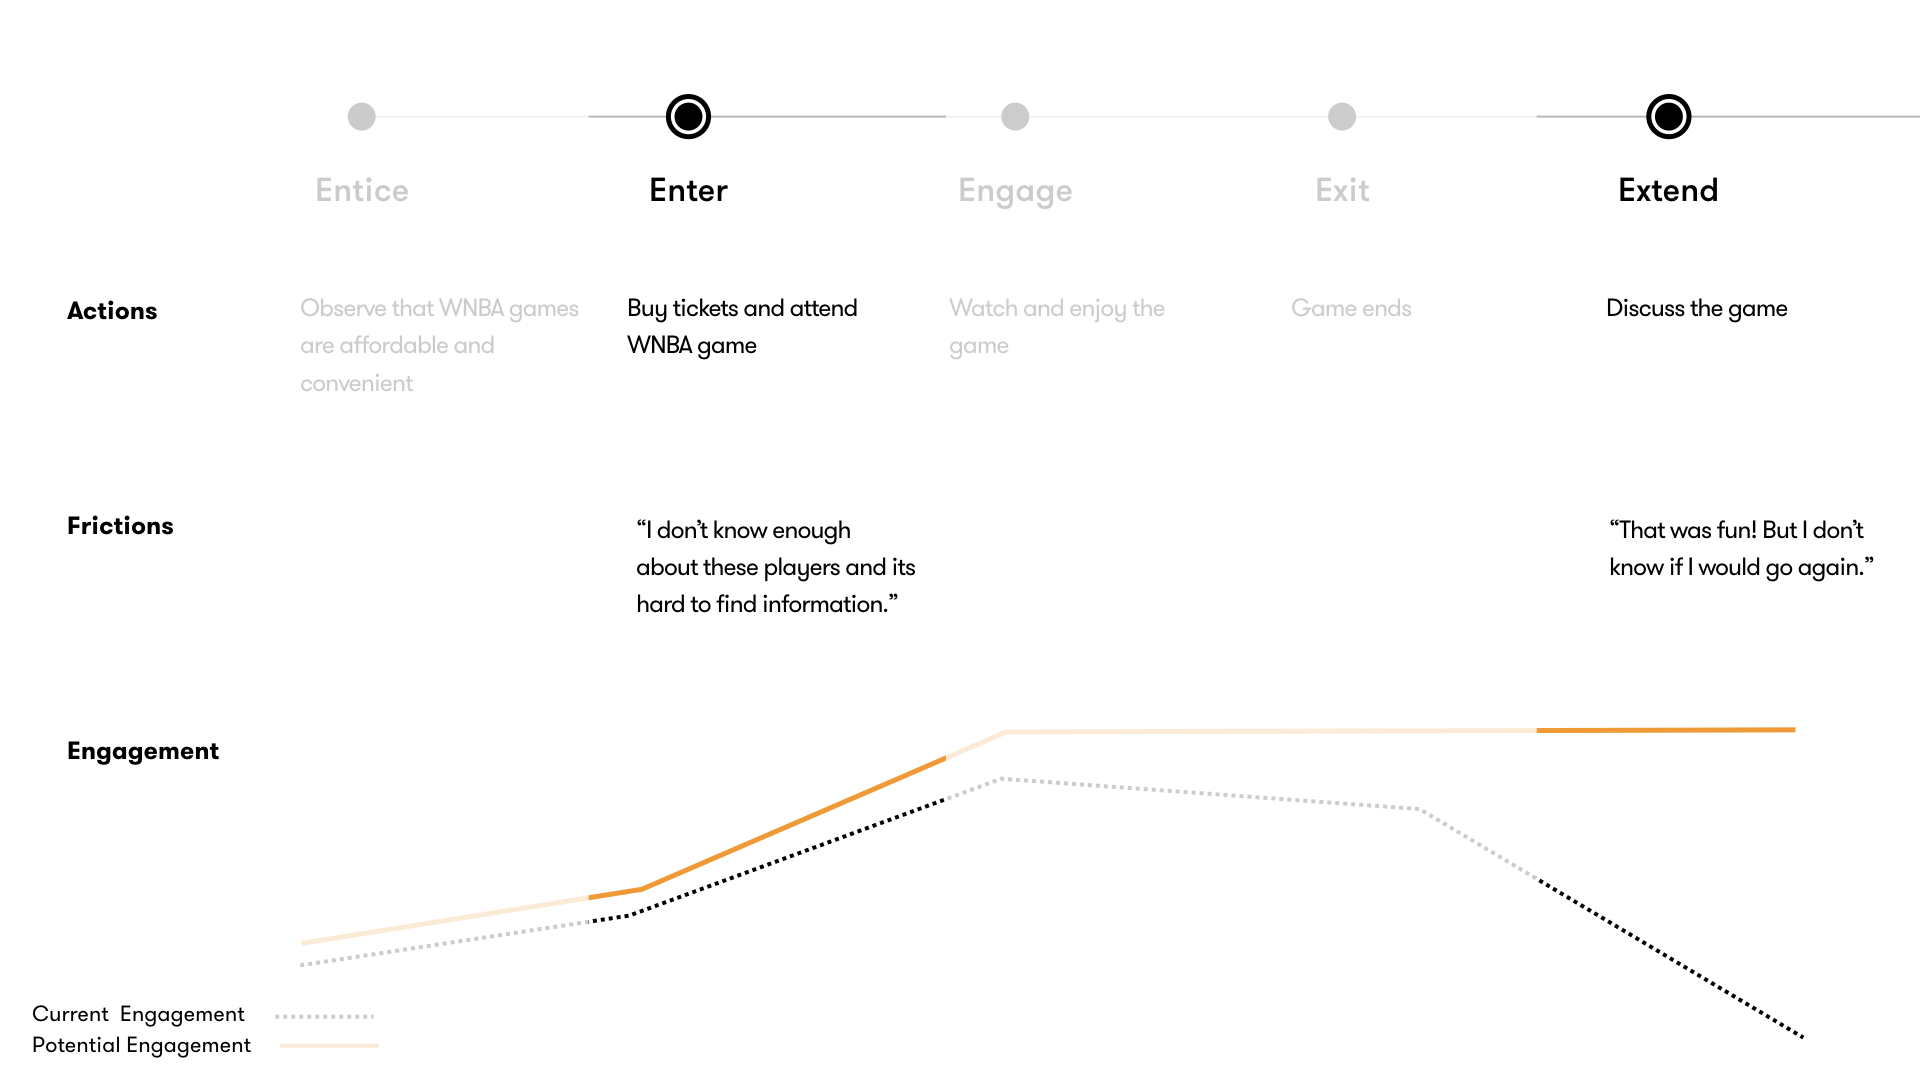 Entice
Enter
Engage
Exit
Extend
Actions
Observe that WNBA games
are affordable and
convenient
Buy tickets and attend
WNBA game
Watch and enjoy the
game
Game ends
Discuss the game
Frictions
“I don’t know enough
about these players and its
hard to find information.”
“That was fun! But I don’t
know if I would go again.”
Engagement
Current Engagement
Potential Engagement